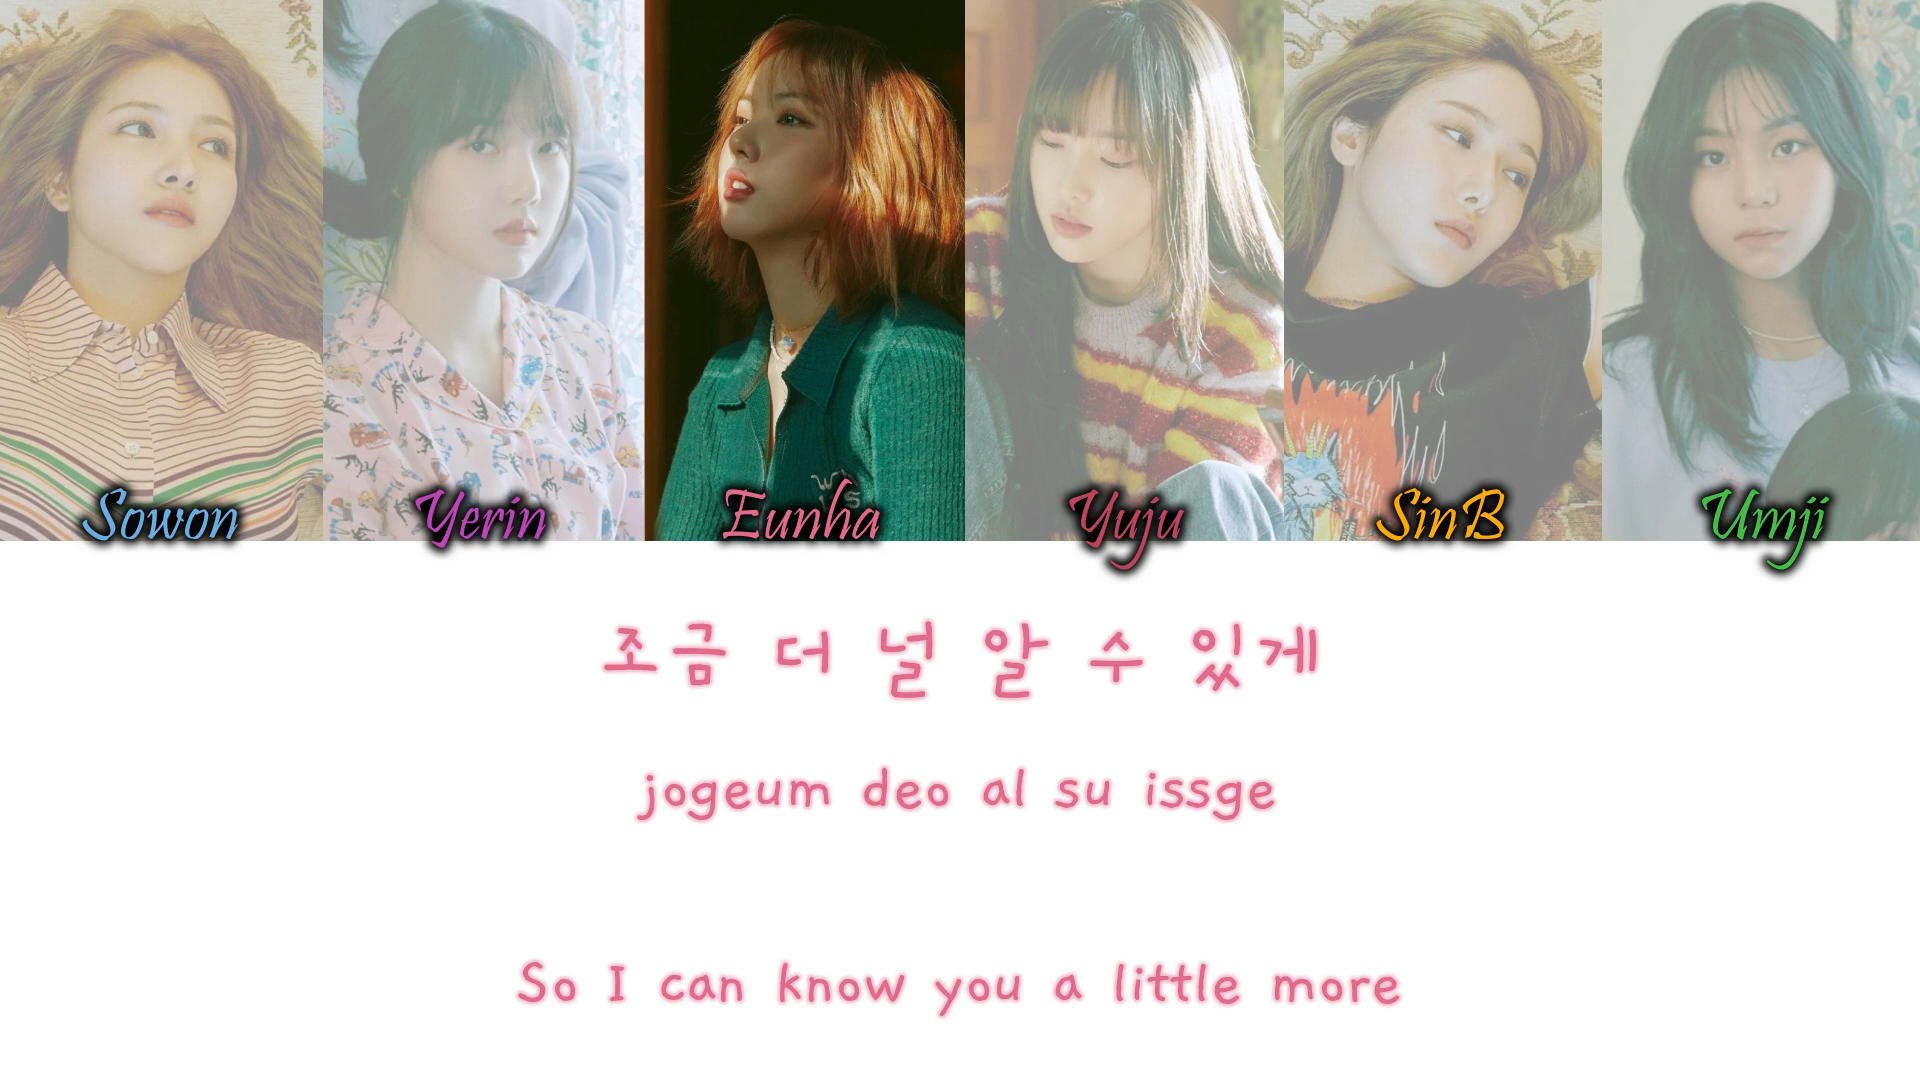 Sowon Yerin Eunha Yuju SinB Umji
조금 더 널 알 수 있게
jogeum deo al su issge
So I can know you a little more